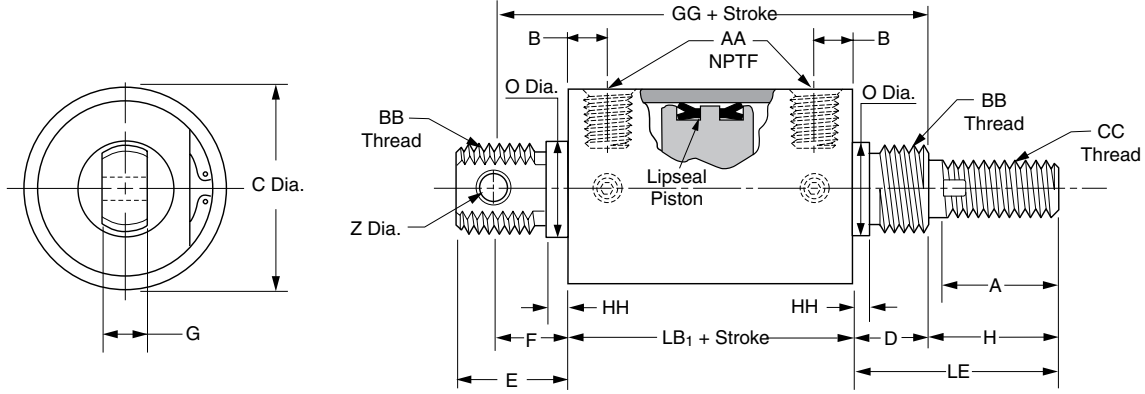 GG + Stroke
B
AA
NPTF
B
O Dia.
O Dia.
BB
Thread
BB
Thread
CC
Thread
C Dia.
Lipseal
Piston
Z Dia.
G
HH
HH
A
F
LB₁ + Stroke
D
H
E
LE